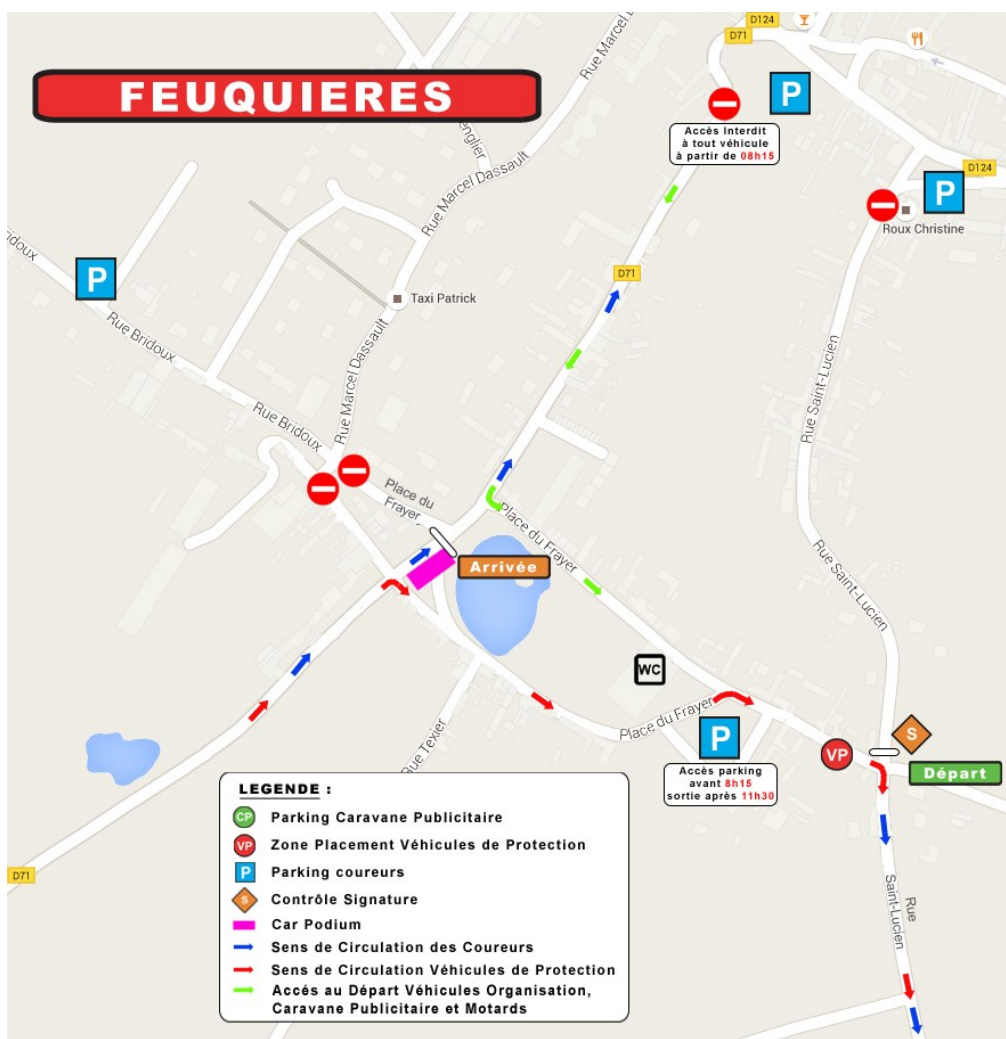 D124
D71
FEUQUIERES
P
Accès Interdit
à tout véhicule
à partir de 08h15
Rue Marcel Dassault
englier
Rue Marcel Dassault
D124
P
Roux Christine
Bridoux
P
D71
Taxi Patrick
Rue Bridoux
Rue Marcel Dassault
Rue Saint-Lucien
Rue Bridoux
Place du
Frayer
Place du Frayer
Arrivée
Rue Saint-Lucien
WC
Place du Frayer
P
Rue Texier
VP
S
Départ
Accès parking
avant 8h15
sortie après 11h30
D71
Rue
Saint-Lucien
LEGENDE :
CP Parking Caravane Publicitaire
VP Zone Placement Véhicules de Protection
P Parking coureurs
S Contrôle Signature
Car Podium
Sens de Circulation des Coureurs
Sens de Circulation Véhicules de Protection
Accés au Départ Véhicules Organisation,
Caravane Publicitaire et Motards